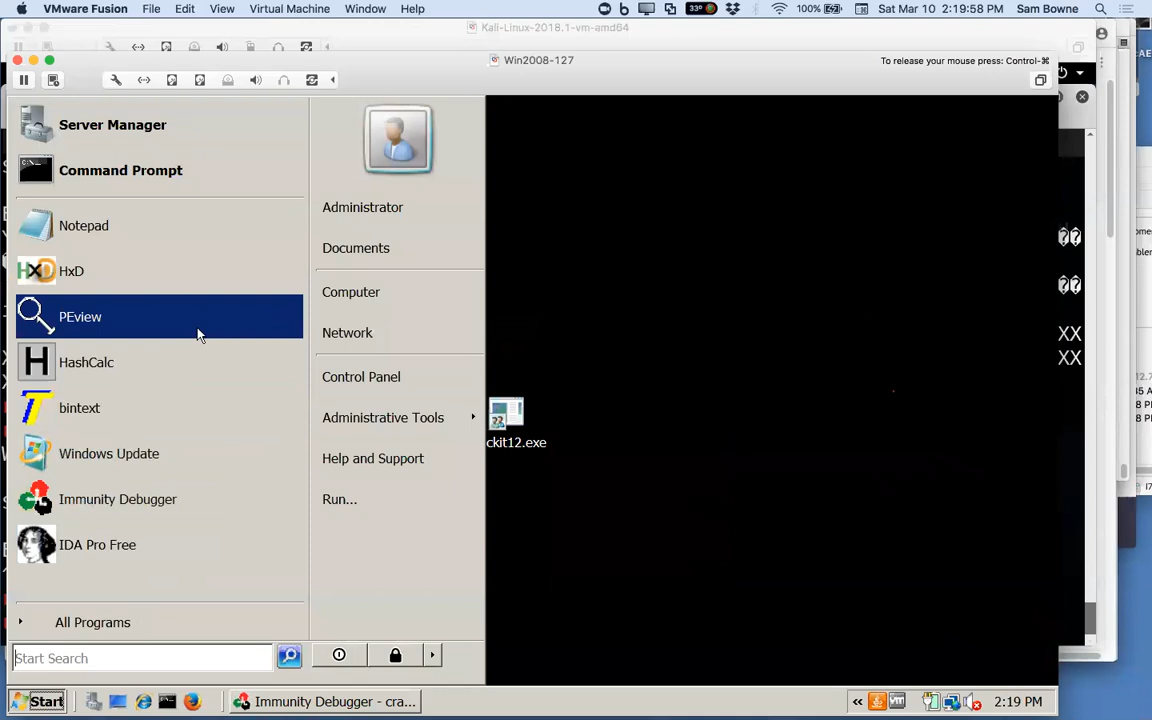 VMware Fusion File Edit View Virtual Machine Window Help 33° 100% Sat Mar 10 2:19:58 PM Sam Bowne
Kali-Linux-2018.1-vm-amd64
Win2008-127
To release your mouse press: Control-⌘
Server Manager
Command Prompt
Notepad
HxD
PEview
HashCalc
bintext
Windows Update
Immunity Debugger
IDA Pro Free
All Programs
Start Search
Administrator
Documents
Computer
Network
Control Panel
Administrative Tools
Help and Support
Run...
ckit12.exe
XX
XX
Start
Immunity Debugger - cra...
2:19 PM